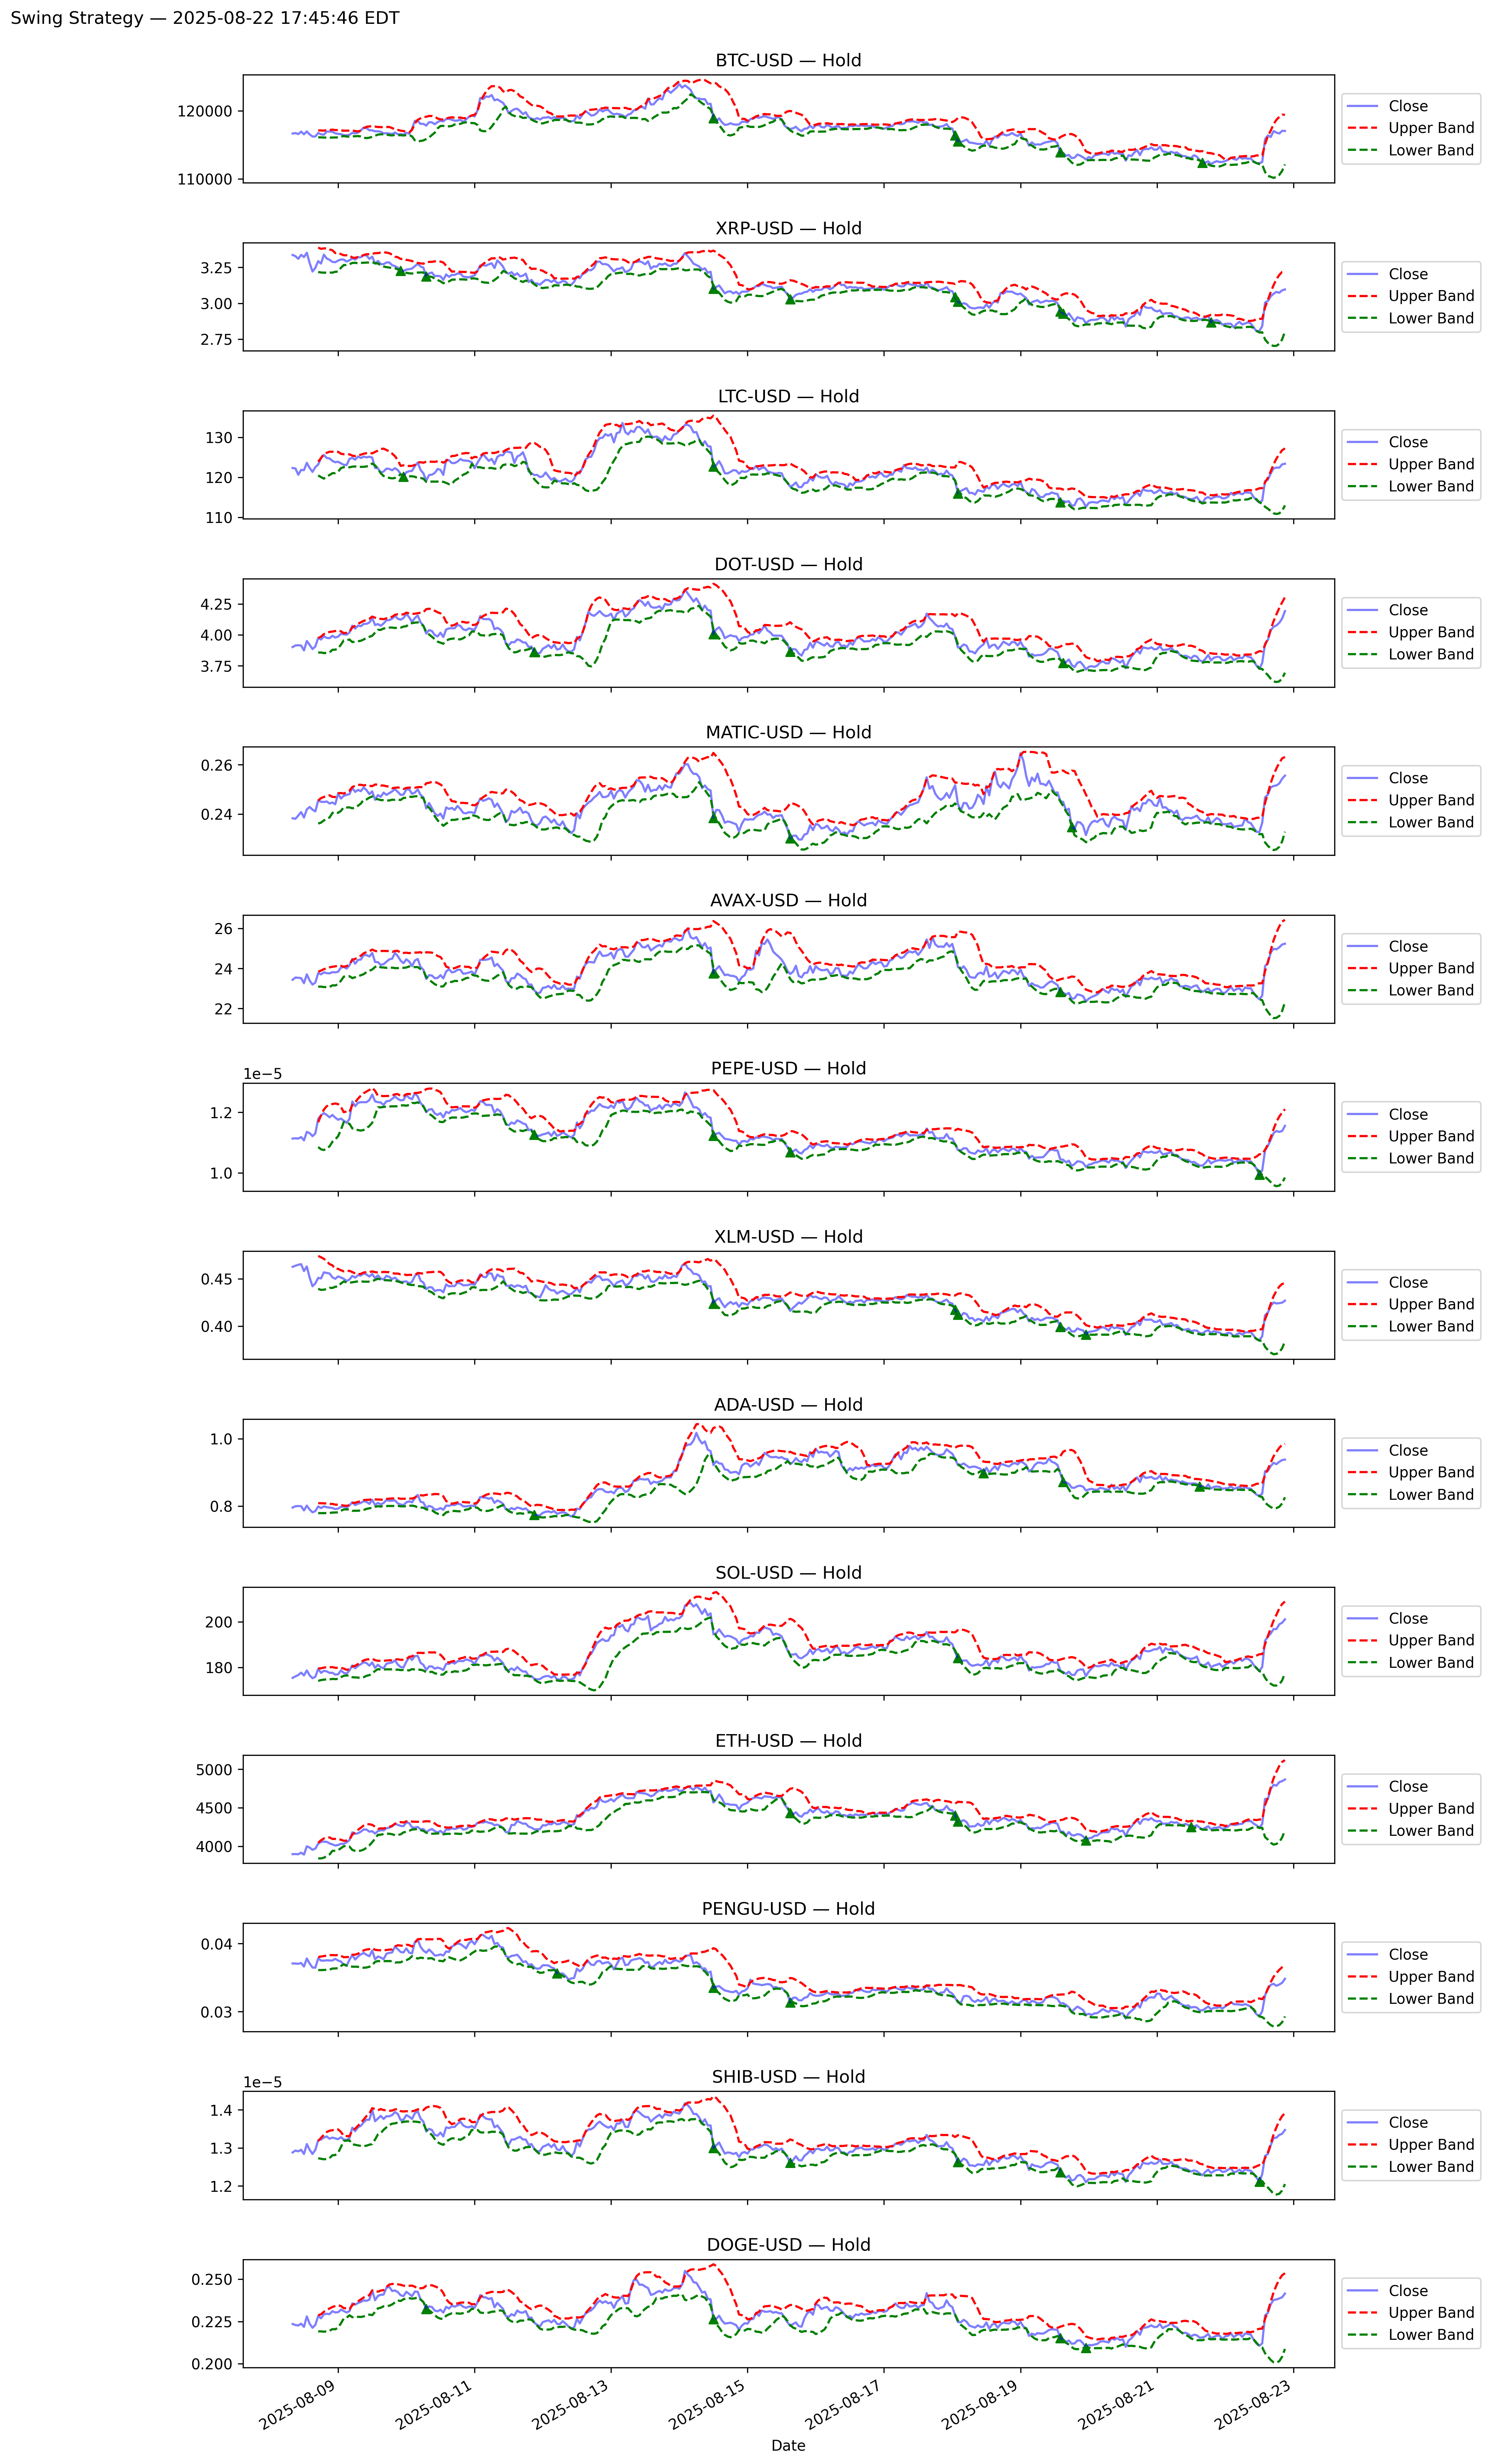 Swing Strategy — 2025-08-22 17:45:46 EDT
BTC-USD — Hold
120000
110000
Close
Upper Band
Lower Band
XRP-USD — Hold
3.25
3.00
2.75
Close
Upper Band
Lower Band
LTC-USD — Hold
130
120
110
Close
Upper Band
Lower Band
DOT-USD — Hold
4.25
4.00
3.75
Close
Upper Band
Lower Band
MATIC-USD — Hold
0.26
0.24
Close
Upper Band
Lower Band
AVAX-USD — Hold
26
24
22
Close
Upper Band
Lower Band
PEPE-USD — Hold
1e−5
1.2
1.0
Close
Upper Band
Lower Band
XLM-USD — Hold
0.45
0.40
Close
Upper Band
Lower Band
ADA-USD — Hold
1.0
0.8
Close
Upper Band
Lower Band
SOL-USD — Hold
200
180
Close
Upper Band
Lower Band
ETH-USD — Hold
5000
4500
4000
Close
Upper Band
Lower Band
PENGU-USD — Hold
0.04
0.03
Close
Upper Band
Lower Band
SHIB-USD — Hold
1e−5
1.4
1.3
1.2
Close
Upper Band
Lower Band
DOGE-USD — Hold
0.250
0.225
0.200
Close
Upper Band
Lower Band
2025-08-09
2025-08-11
2025-08-13
2025-08-15
2025-08-17
2025-08-19
2025-08-21
2025-08-23
Date